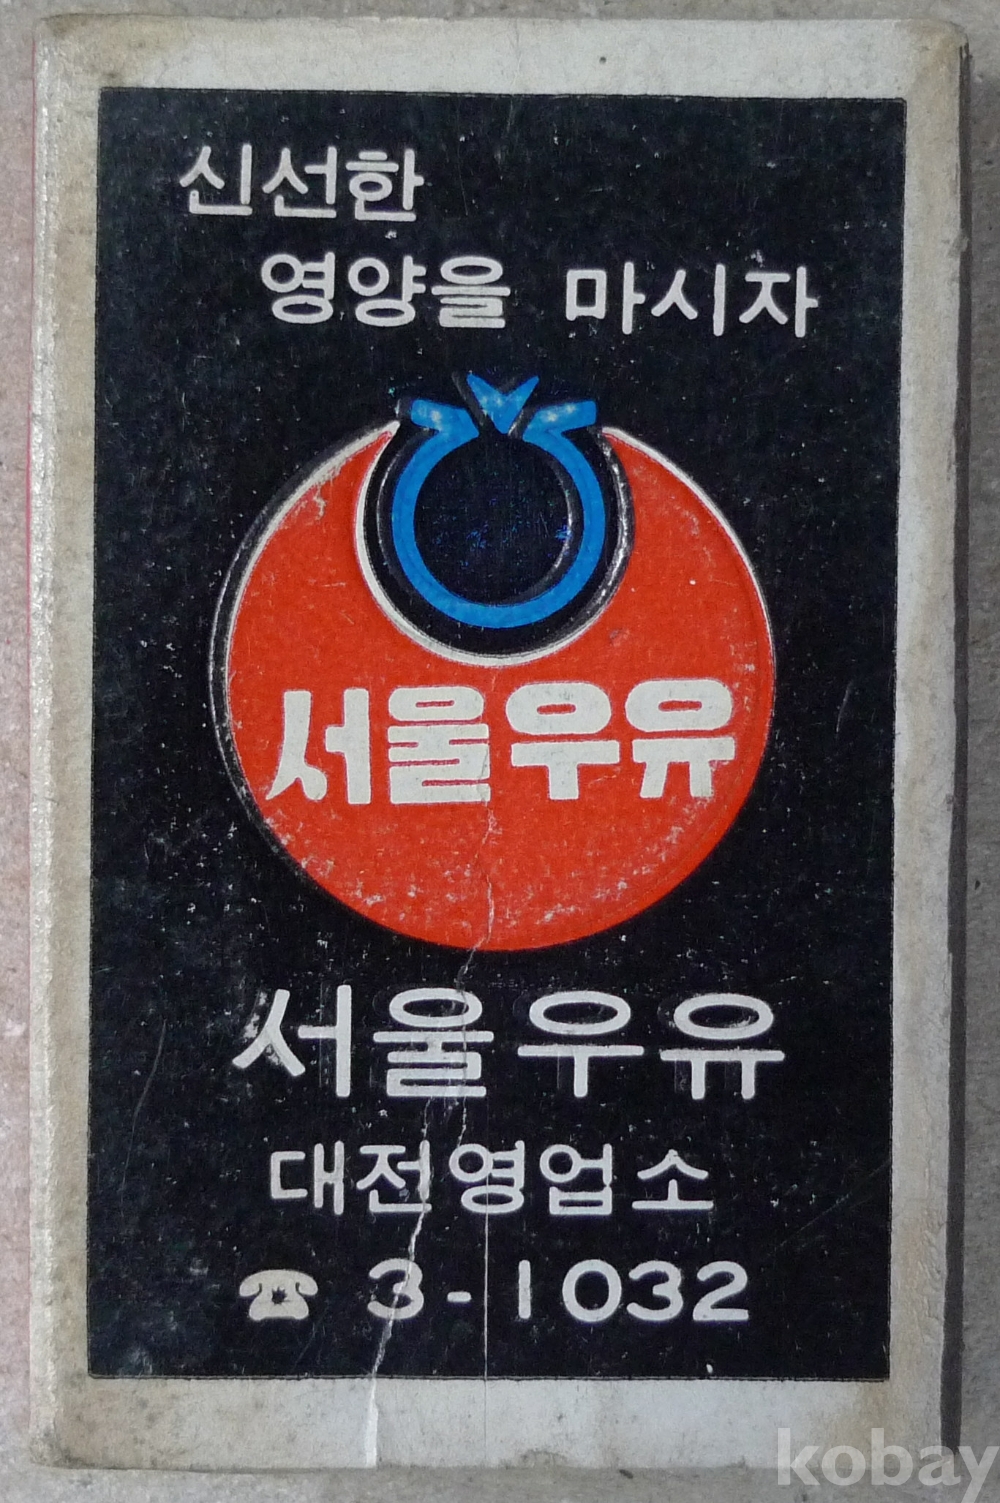 신선한
영양을 마시자
서울우유
서울우유
대전영업소
☎ 3-1032
kobay